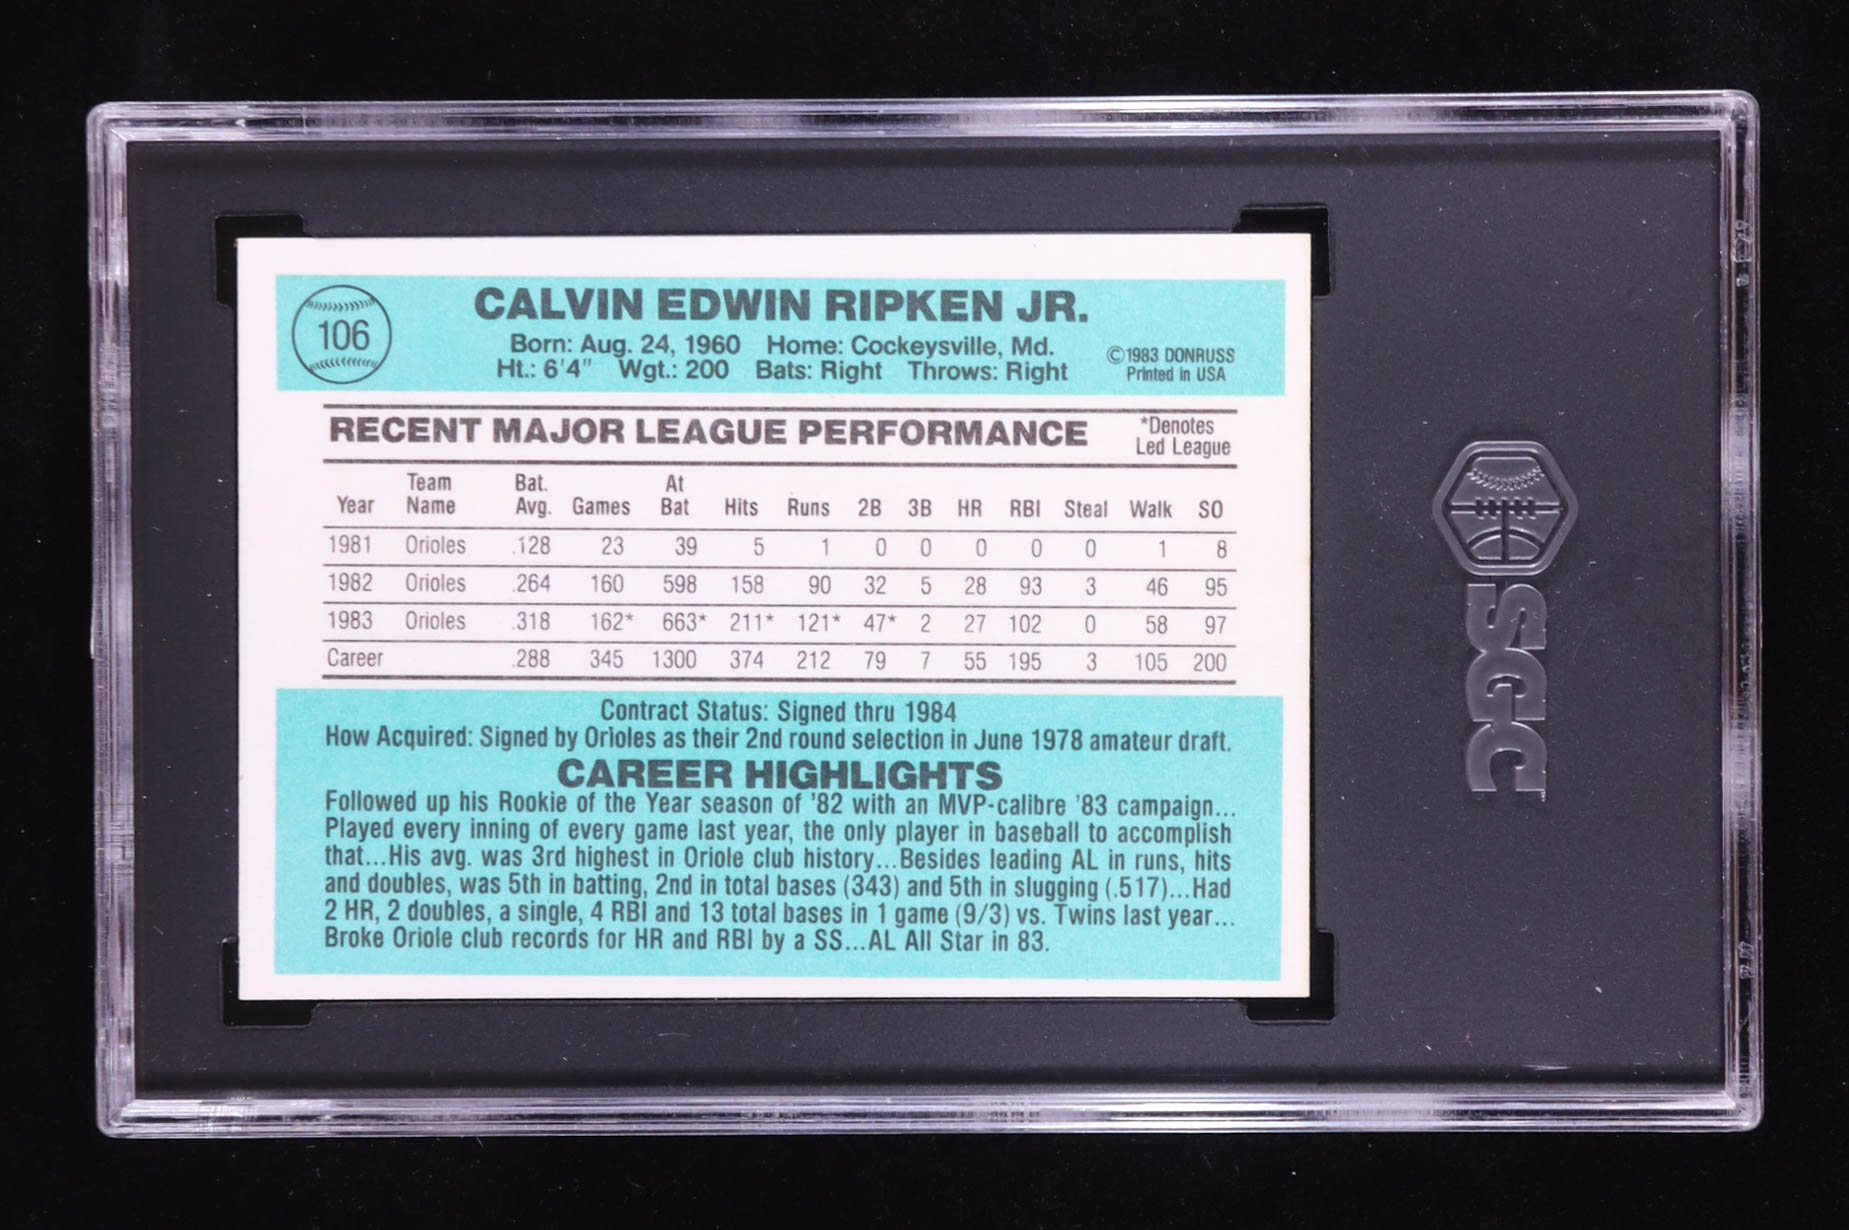 106
CALVIN EDWIN RIPKEN JR.
Born: Aug. 24, 1960 Home: Cockeysville, Md.
Ht.: 6'4" Wgt.: 200 Bats: Right Throws: Right
©1983 DONRUSS
Printed in USA
RECENT MAJOR LEAGUE PERFORMANCE
*Denotes
Led League
Year Team Name Bat. Avg. Games At Bat Hits Runs 2B 3B HR RBI Steal Walk SO
1981 Orioles .128 23 39 5 1 0 0 0 0 0 1 8
1982 Orioles .264 160 598 158 90 32 5 28 93 3 46 95
1983 Orioles .318 162* 663* 211* 121* 47* 2 27 102 0 58 97
Career .288 345 1300 374 212 79 7 55 195 3 105 200
Contract Status: Signed thru 1984
How Acquired: Signed by Orioles as their 2nd round selection in June 1978 amateur draft.
CAREER HIGHLIGHTS
Followed up his Rookie of the Year season of '82 with an MVP-calibre '83 campaign...
Played every inning of every game last year, the only player in baseball to accomplish
that...His avg. was 3rd highest in Oriole club history...Besides leading AL in runs, hits
and doubles, was 5th in batting, 2nd in total bases (343) and 5th in slugging (.517)...Had
2 HR, 2 doubles, a single, 4 RBI and 13 total bases in 1 game (9/3) vs. Twins last year...
Broke Oriole club records for HR and RBI by a SS...AL All Star in 83.
SGC